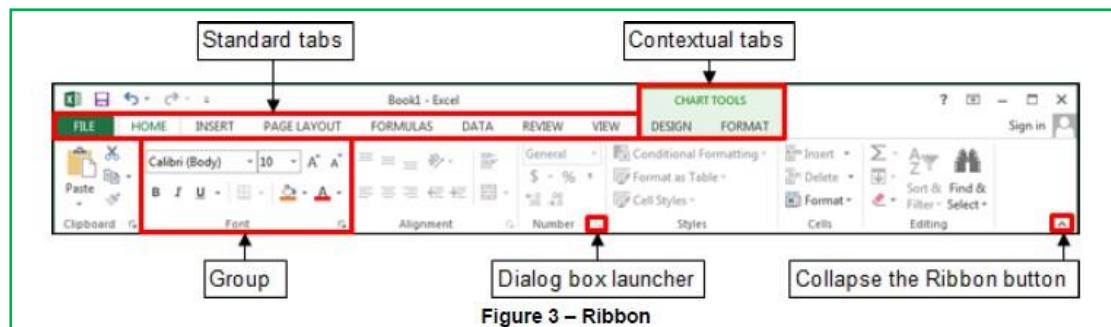 Standard tabs
Contextual tabs
Book1 - Excel
CHART TOOLS
?
FILE HOME INSERT PAGE LAYOUT FORMULAS DATA REVIEW VIEW DESIGN FORMAT
Sign in
Calibri (Body) 10 A A
General
Conditional Formatting
Insert
Σ
Paste
B I U A
$ - % ,
Format as Table
Delete
Sort & Find &
Cell Styles
Format
Filter Select
Clipboard Font Alignment Number Styles Cells Editing
Group
Dialog box launcher
Collapse the Ribbon button
Figure 3 – Ribbon